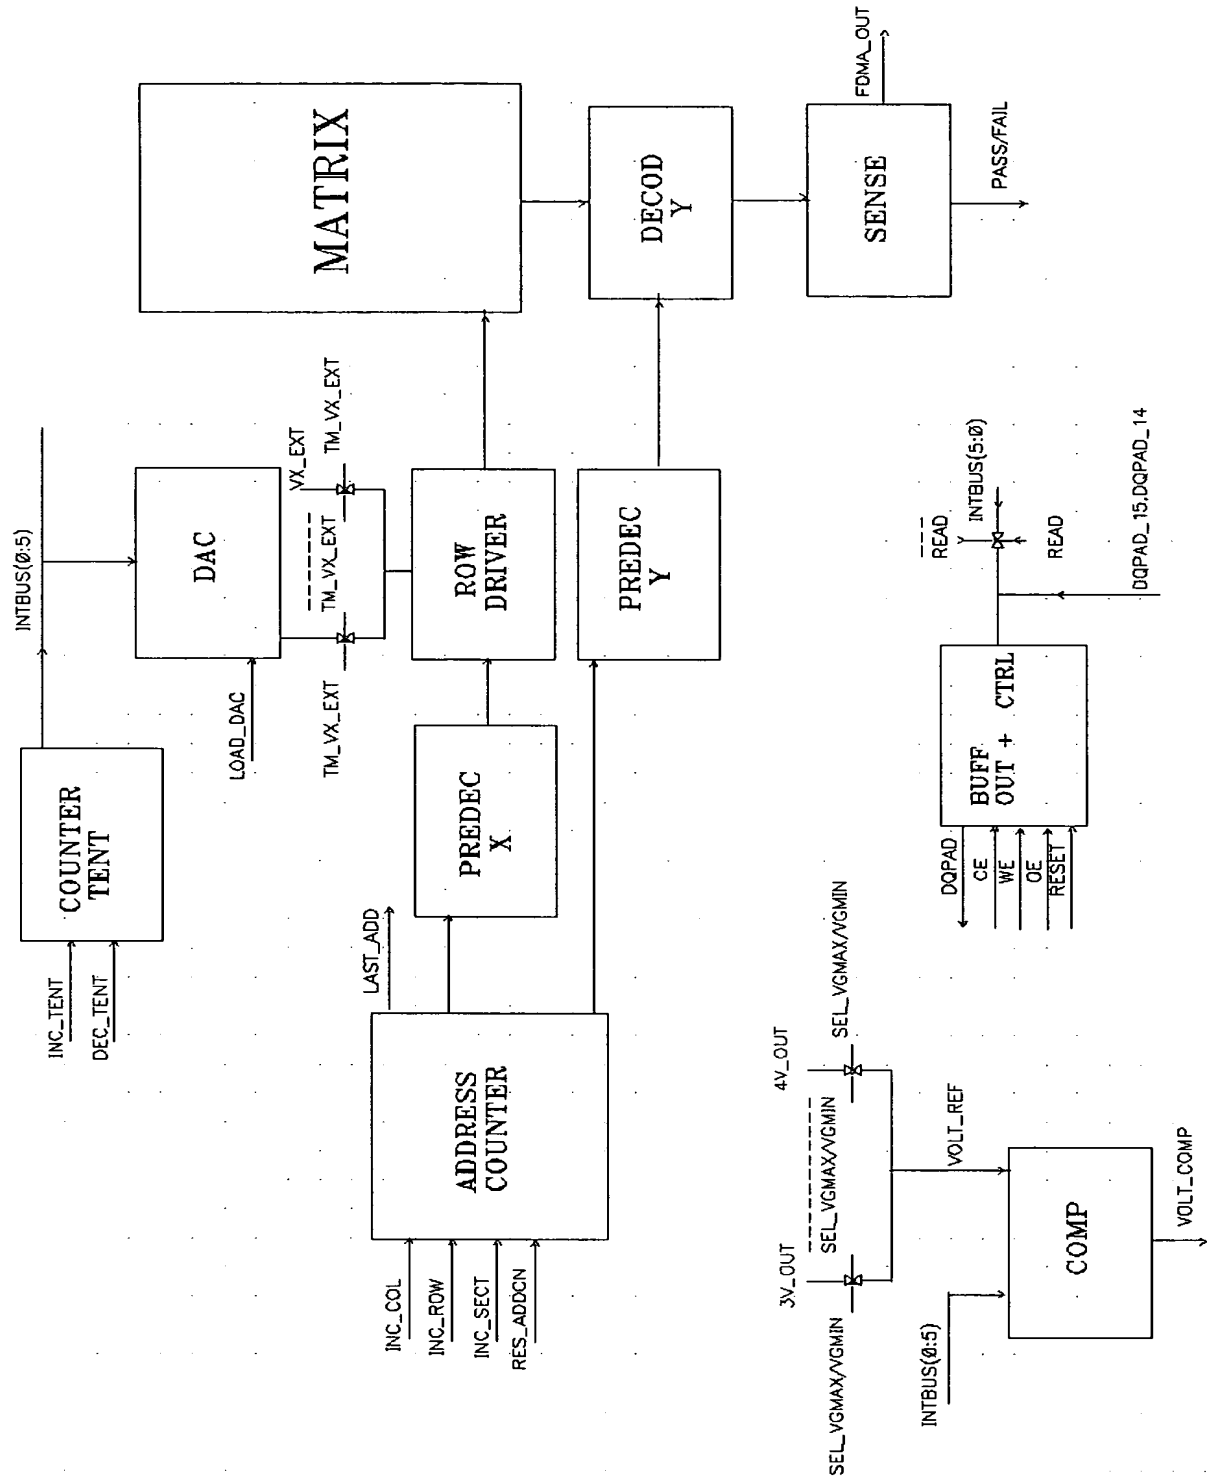 INC_TENT
DEC_TENT
COUNTER
TENT
INTBUS(0:5)
LOAD_DAC
DAC
TM_VX_EXT
TM_VX_EXT
VX_EXT
TM_VX_EXT
MATRIX
INC_COL
INC_ROW
INC_SECT
RES_ADDCN
ADDRESS
COUNTER
LAST_ADD
PREDEC
X
ROW
DRIVER
PREDEC
Y
DECOD
Y
SENSE
FDMA_OUT
PASS/FAIL
SEL_VGMAX/VGMIN
3V_OUT
SEL_VGMAX/VGMIN
4V_OUT
SEL_VGMAX/VGMIN
INTBUS(0:5)
VOLT_REF
COMP
VOLT_COMP
DQPAD
CE
WE
OE
RESET
BUFF
OUT + CTRL
READ
INTBUS(5:0)
READ
DQPAD_15,DQPAD_14